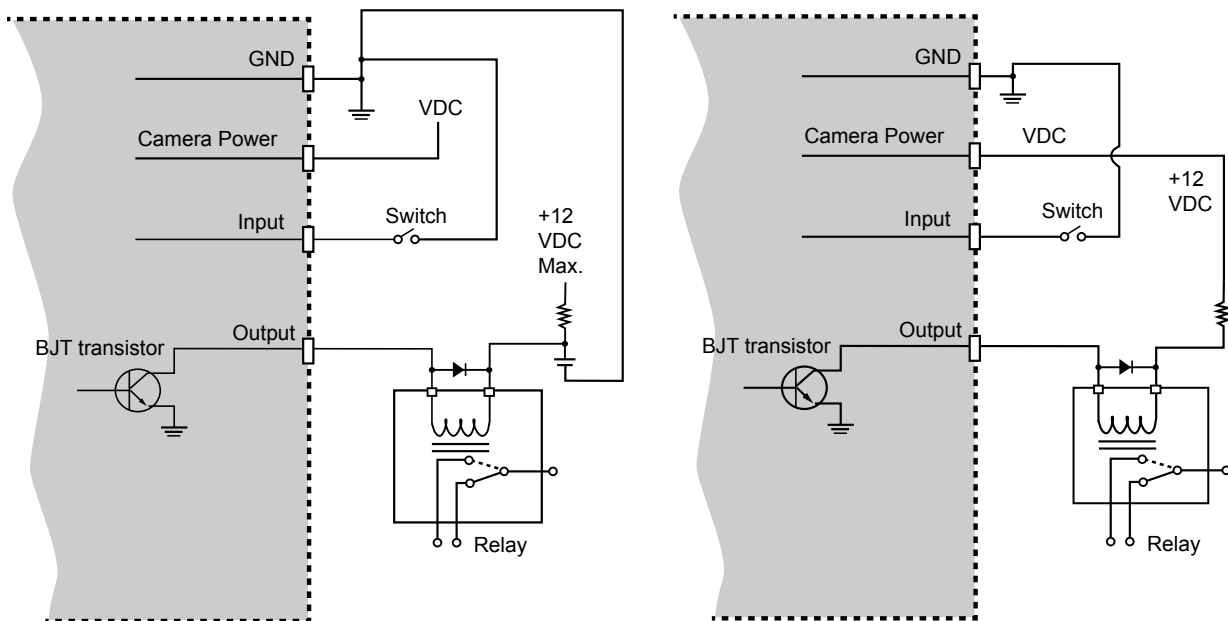 GND
VDC
Camera Power
Input
Switch
+12
VDC
Max.
Output
BJT transistor
Relay
GND
Camera Power
VDC
+12
VDC
Input
Switch
Output
BJT transistor
Relay